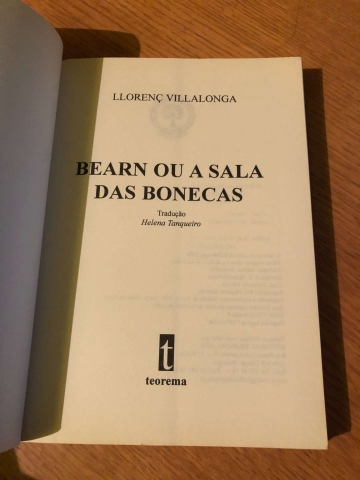 LLORENÇ VILLALONGA
BEARN OU A SALA
DAS BONECAS
Tradução
Helena Tanqueiro
t
teorema